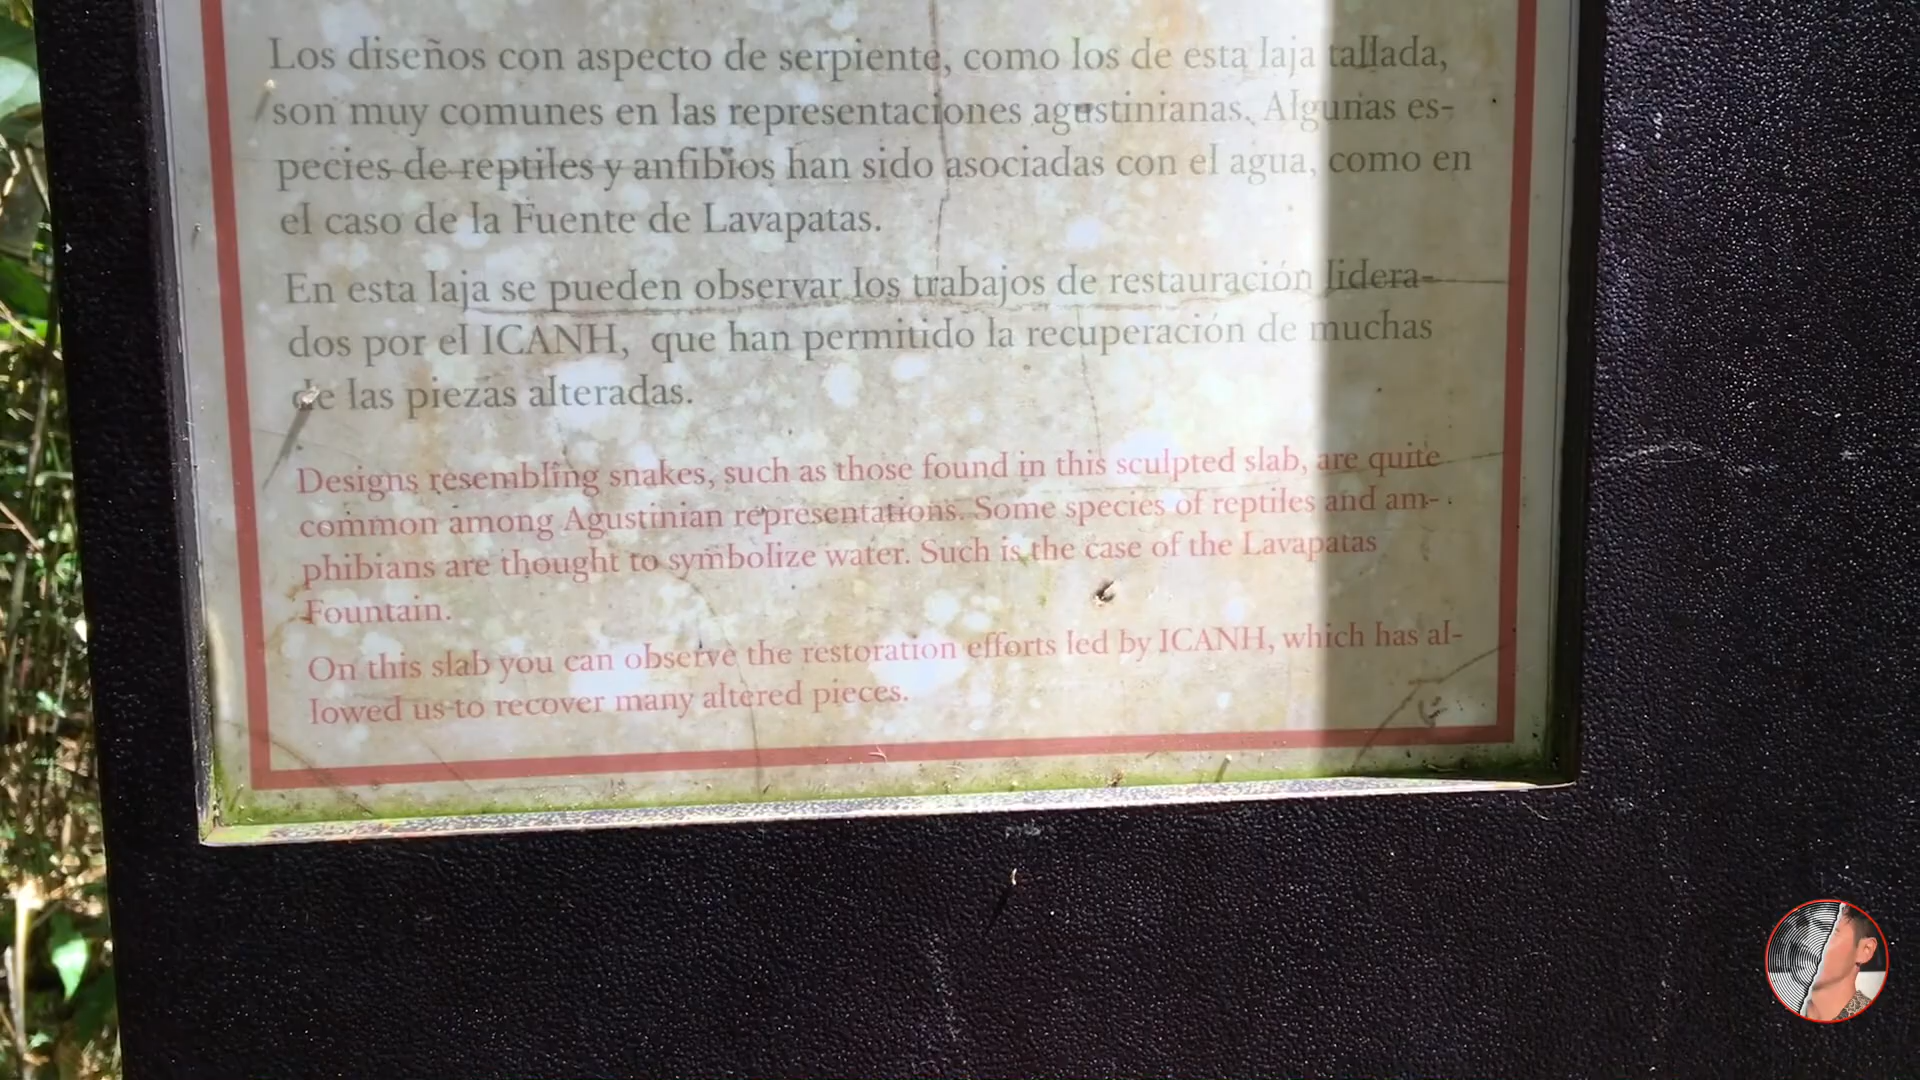 Los diseños con aspecto de serpiente, como los de esta laja tallada,
son muy comunes en las representaciones agustinianas. Algunas es-
pecies de reptiles y anfibios han sido asociadas con el agua, como en
el caso de la Fuente de Lavapatas.
En esta laja se pueden observar los trabajos de restauración lidera-
dos por el ICANH, que han permitido la recuperación de muchas
de las piezas alteradas.
Designs resembling snakes, such as those found in this sculpted slab, are quite
common among Agustinian representations. Some species of reptiles and am-
phibians are thought to symbolize water. Such is the case of the Lavapatas
Fountain.
On this slab you can observe the restoration efforts led by ICANH, which has al-
lowed us to recover many altered pieces.